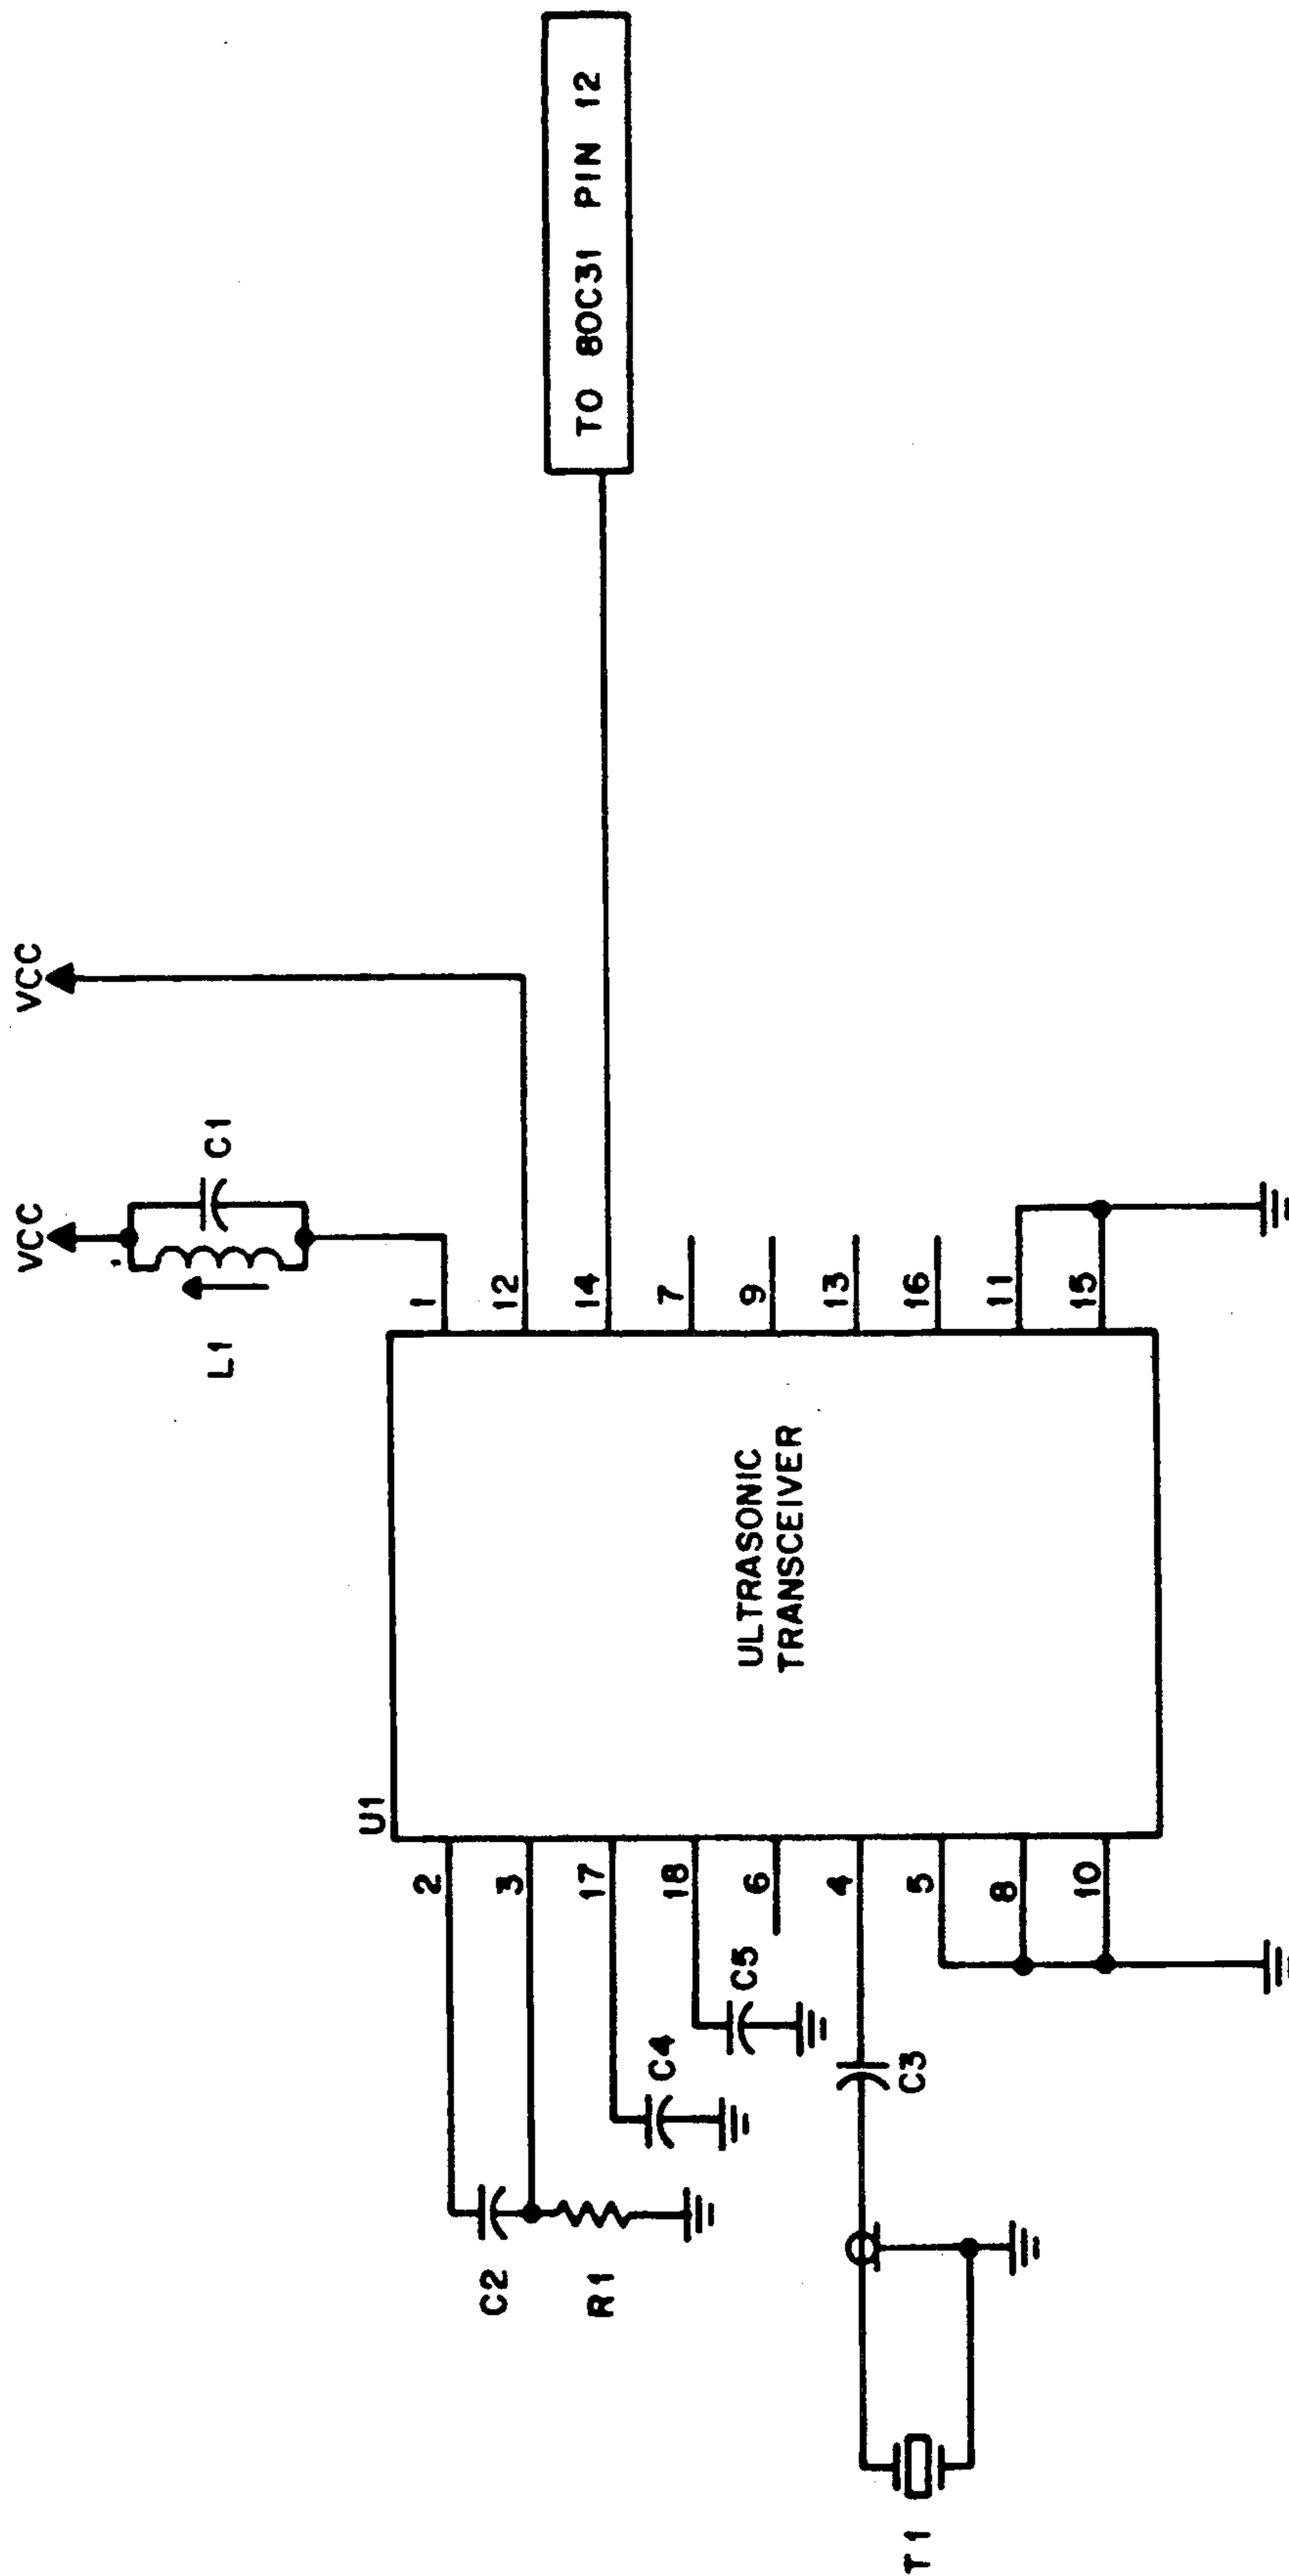 VCC
VCC
L1
C1
U1
2
3
17
18
6
4
5
8
10
1
12
14
7
9
13
16
11
15
ULTRASONIC
TRANSCEIVER
C2
R1
C4
C5
C3
T1
TO 80C31 PIN 12